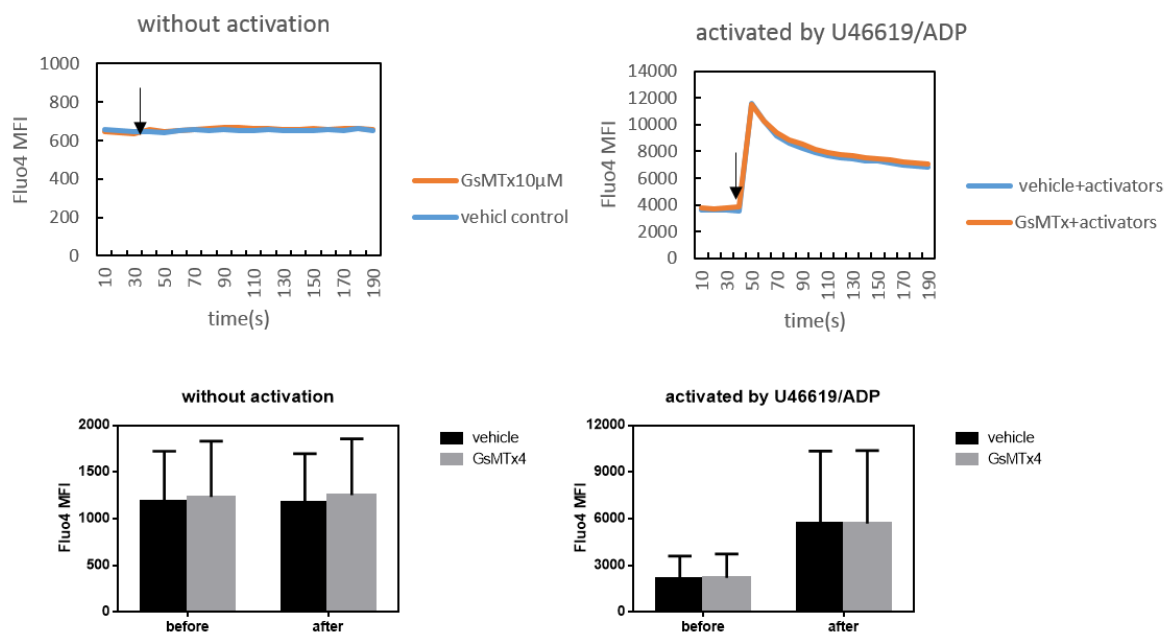 without activation
Fluo4 MFI
1000
800
600
400
200
0
10
30
50
70
90
110
130
150
170
190
time(s)
GsMTx10μM
vehicl control
activated by U46619/ADP
Fluo4 MFI
14000
12000
10000
8000
6000
4000
2000
0
10
30
50
70
90
110
130
150
170
190
time(s)
vehicle+activators
GsMTx+activators
without activation
Fluo4 MFI
2000
1500
1000
500
0
before
after
vehicle
GsMTx4
activated by U46619/ADP
Fluo4 MFI
12000
9000
6000
3000
0
before
after
vehicle
GsMTx4